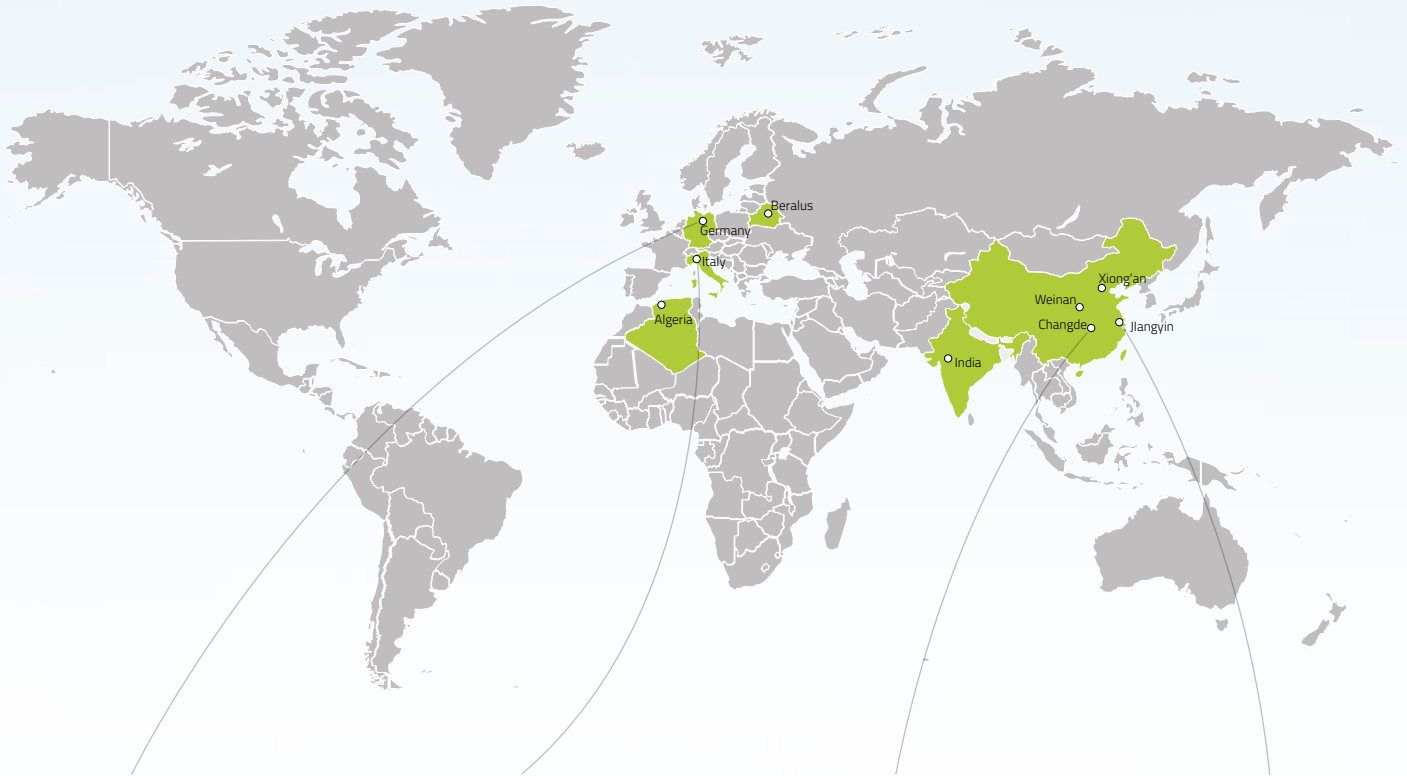 Beralus
Germany
Italy
Xiong'an
Weinan
Algeria
Changde
JIangyin
India